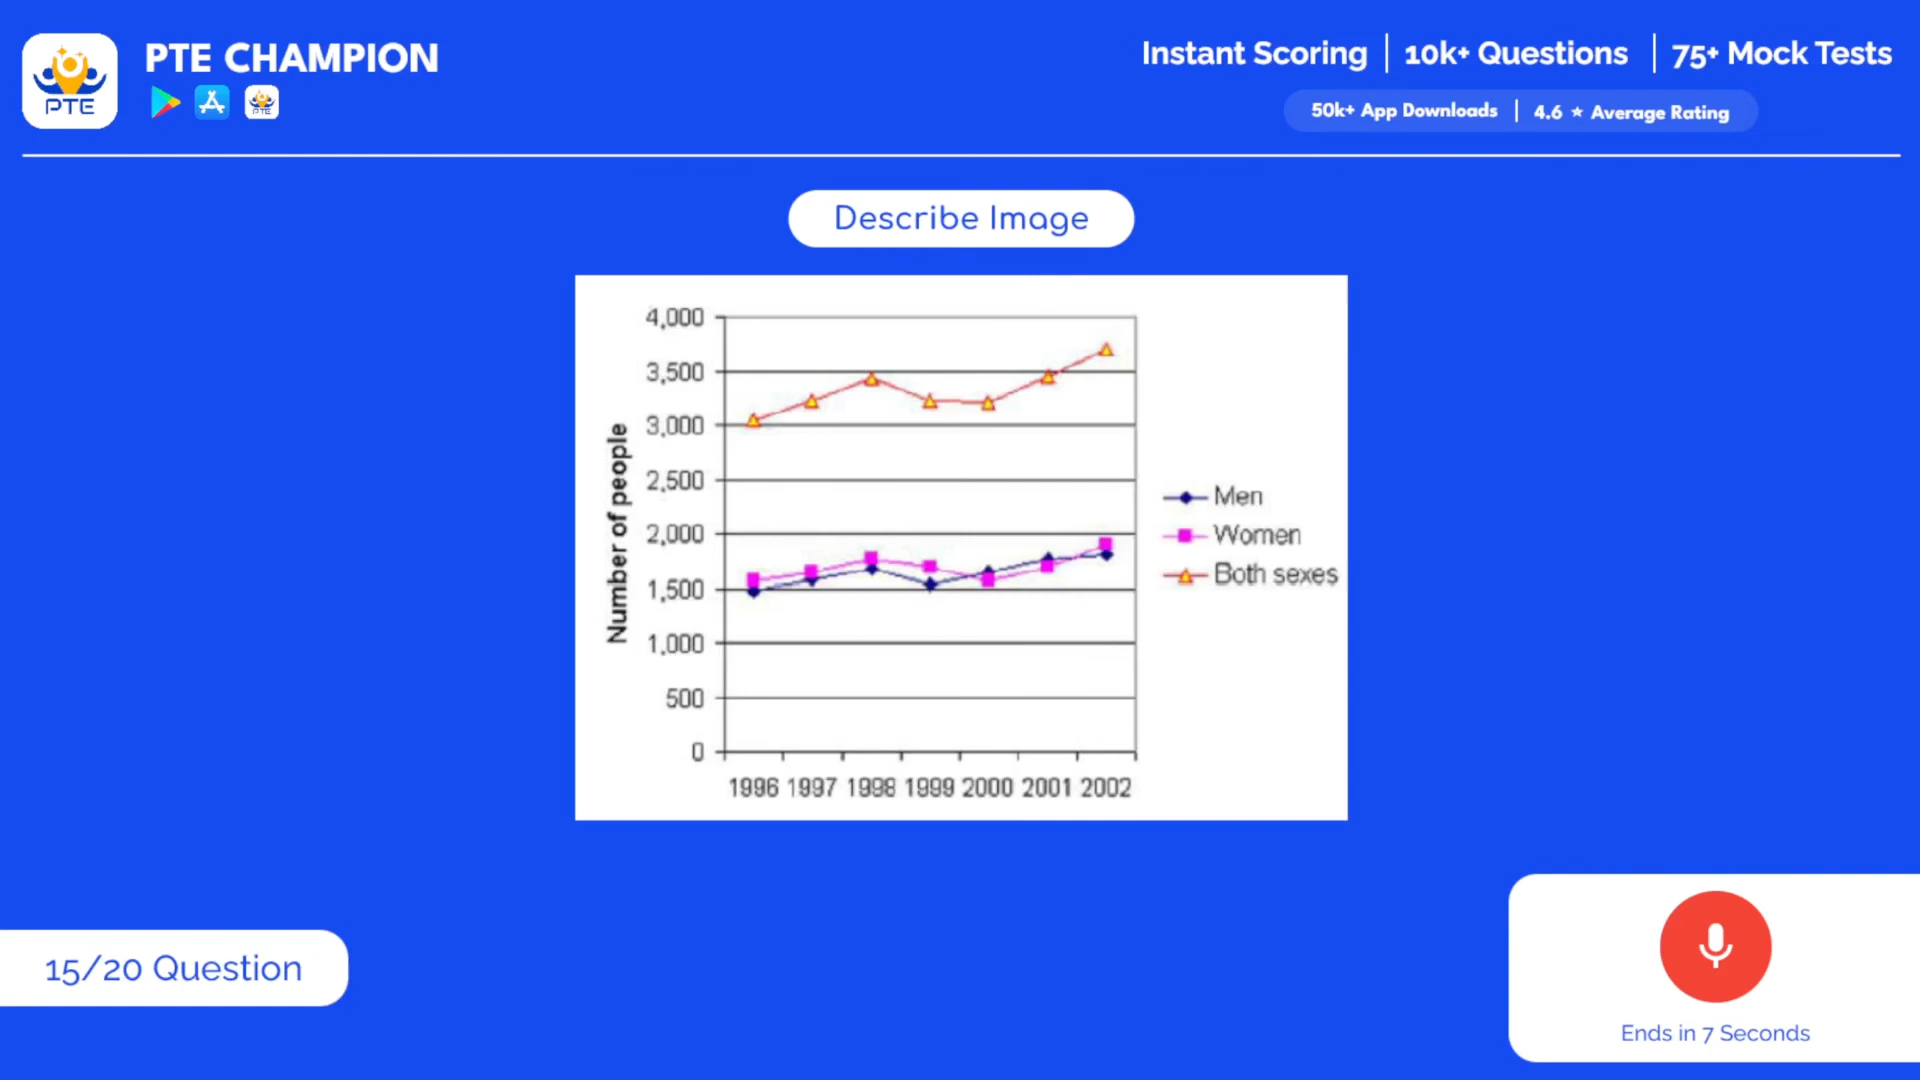 PTE CHAMPION
PTE
PTE
Instant Scoring | 10k+ Questions | 75+ Mock Tests
50k+ App Downloads | 4.6 ★ Average Rating
Describe Image
4,000
3,500
3,000
2,500
2,000
1,500
1,000
500
0
Number of people
1996 1997 1998 1999 2000 2001 2002
Men
Women
Both sexes
15/20 Question
Ends in 7 Seconds